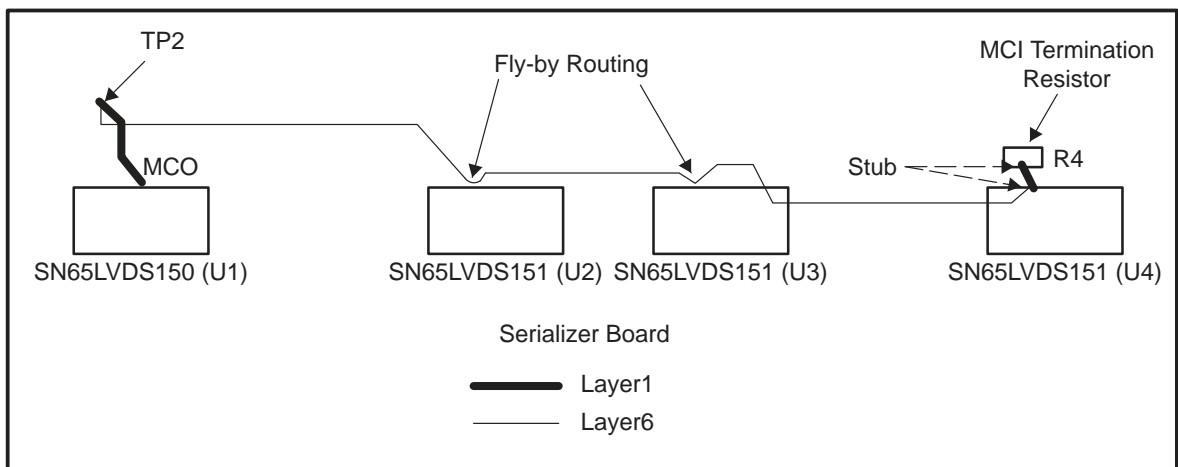 TP2
Fly-by Routing
MCI Termination
Resistor
MCO
Stub
R4
SN65LVDS150 (U1)
SN65LVDS151 (U2)
SN65LVDS151 (U3)
SN65LVDS151 (U4)
Serializer Board
Layer1
Layer6